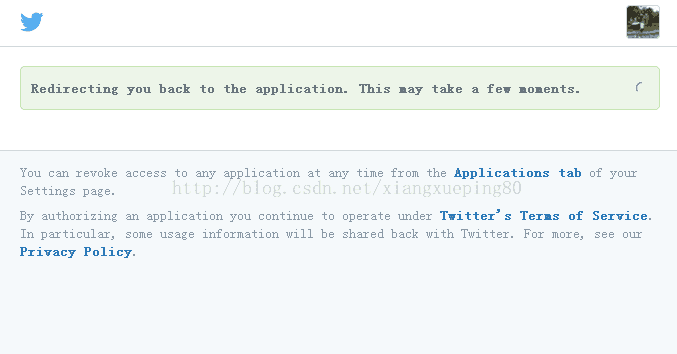 Redirecting you back to the application. This may take a few moments.
You can revoke access to any application at any time from the Applications tab of your
Settings page.
http://blog.csdn.net/xiangxueping80
By authorizing an application you continue to operate under Twitter's Terms of Service.
In particular, some usage information will be shared back with Twitter. For more, see our
Privacy Policy.